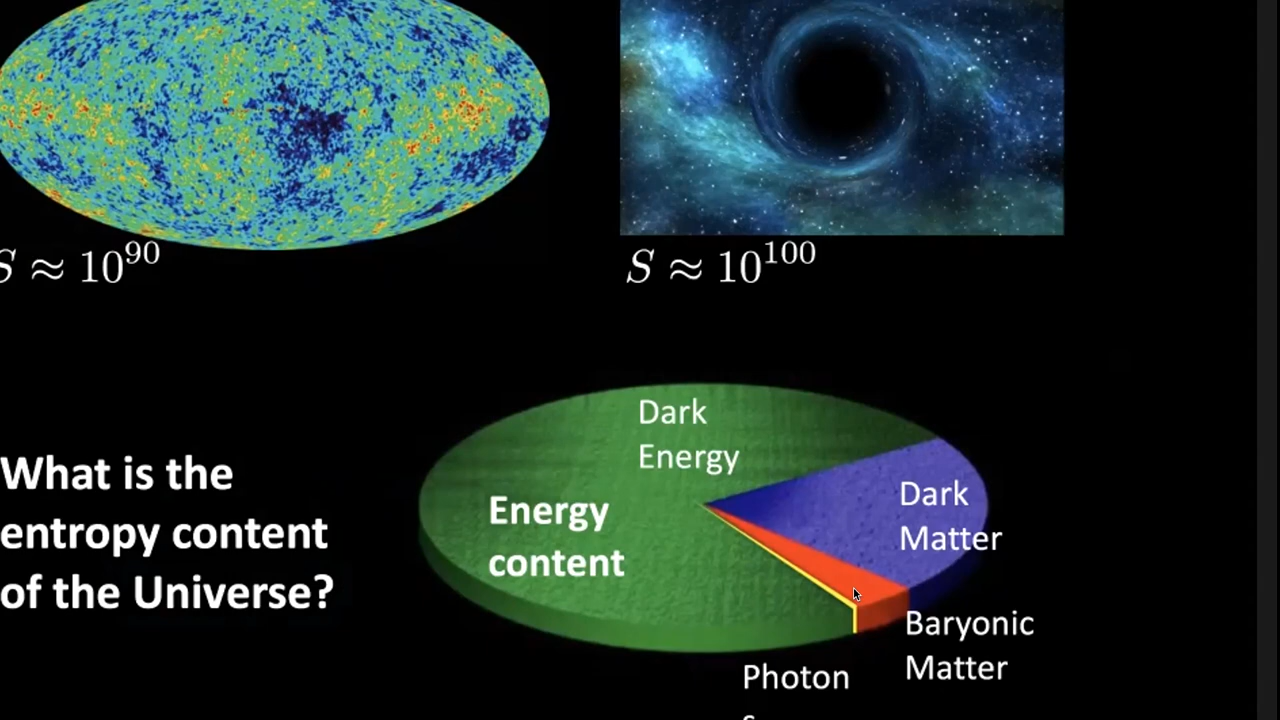 S ≈ 10^90
S ≈ 10^100
Dark
Energy
Energy
content
Dark
Matter
What is the
entropy content
of the Universe?
Baryonic
Matter
Photon
s